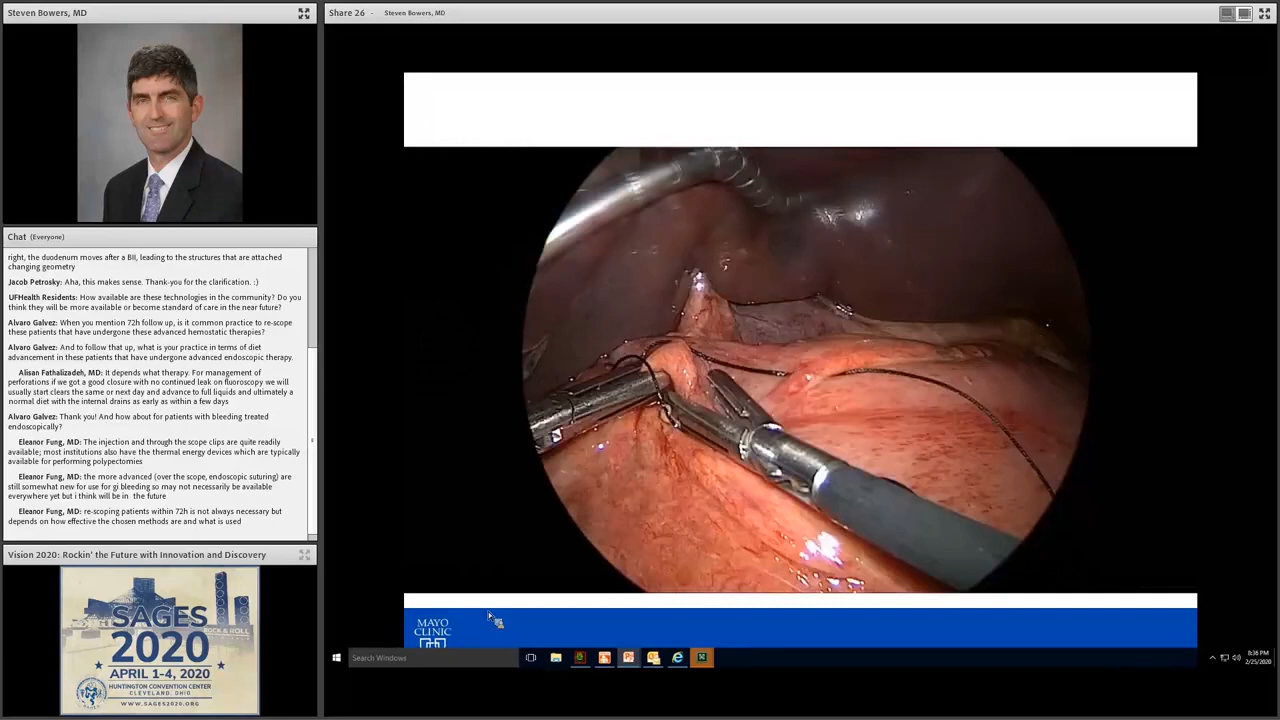 Steven Bowers, MD
Share 26 - Steven Bowers, MD
Chat (Everyone)
right, the duodenum moves after a BII, leading to the structures that are attached
changing geometry
Jacob Petrosky: Aha, this makes sense. Thank-you for the clarification. :)
UFHealth Residents: How available are these technologies in the community? Do you
think they will be more available or become standard of care in the near future?
Alvaro Galvez: When you mention 72h follow up, is it common practice to re-scope
these patients that have undergone these advanced hemostatic therapies?
Alvaro Galvez: And to follow that up, what is your practice in terms of diet
advancement in these patients that have undergone advanced endoscopic therapy.
Alisan Fathalizadeh, MD: It depends what therapy. For management of
perforations if we got a good closure with no continued leak on fluoroscopy we will
usually start clears the same or next day and advance to full liquids and ultimately a
normal diet with the internal drains as early as within a few days
Alvaro Galvez: Thank you! And how about for patients with bleeding treated
endoscopically?
Eleanor Fung, MD: The injection and through the scope clips are quite readily
available; most institutions also have the thermal energy devices which are typically
available for performing polypectomies
Eleanor Fung, MD: the more advanced (over the scope, endoscopic suturing) are
still somewhat new for use for gi bleeding so may not necessarily be available
everywhere yet but i think will be in the future
Eleanor Fung, MD: re-scoping patients within 72h is not always necessary but
depends on how effective the chosen methods are and what is used
Vision 2020: Rockin' the Future with Innovation and Discovery
SAGES
ROCK & ROLL
2020
APRIL 1-4, 2020
HUNTINGTON CONVENTION CENTER
CLEVELAND, OHIO
WWW.SAGES2020.ORG
MAYO
CLINIC
Search Windows
8:36 PM
2/25/2020